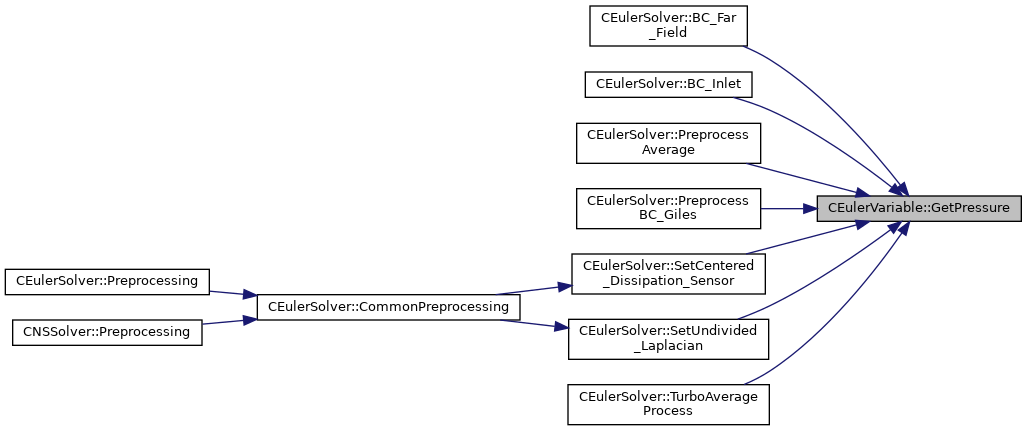 CEulerSolver::BC_Far
_Field
CEulerSolver::BC_Inlet
CEulerSolver::Preprocess
Average
CEulerSolver::Preprocess
BC_Giles
CEulerVariable::GetPressure
CEulerSolver::SetCentered
_Dissipation_Sensor
CEulerSolver::Preprocessing
CEulerSolver::CommonPreprocessing
CNSSolver::Preprocessing
CEulerSolver::SetUndivided
_Laplacian
CEulerSolver::TurboAverage
Process